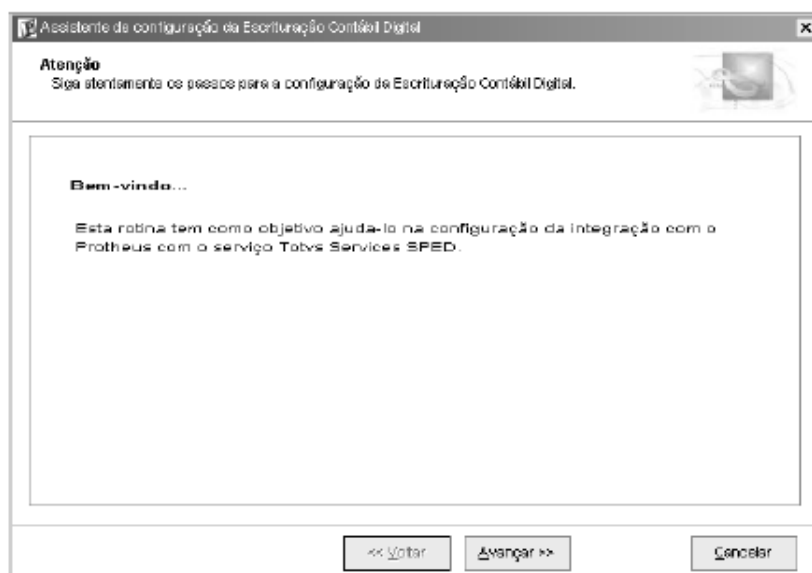 Assistente de configuração da Escrituração Contábil Digital
Atenção
Siga atentamente os passos para a configuração da Escrituração Contábil Digital.
Bem-vindo...
Esta rotina tem como objetivo ajuda-lo na configuração da integração com o
Protheus com o serviço Totvs Services SPED.
<< Voltar
Avançar >>
Cancelar